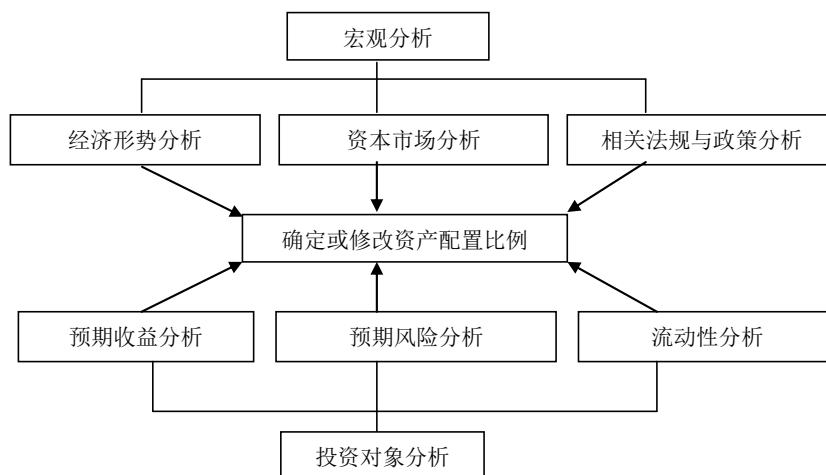 宏观分析
经济形势分析
资本市场分析
相关法规与政策分析
确定或修改资产配置比例
预期收益分析
预期风险分析
流动性分析
投资对象分析